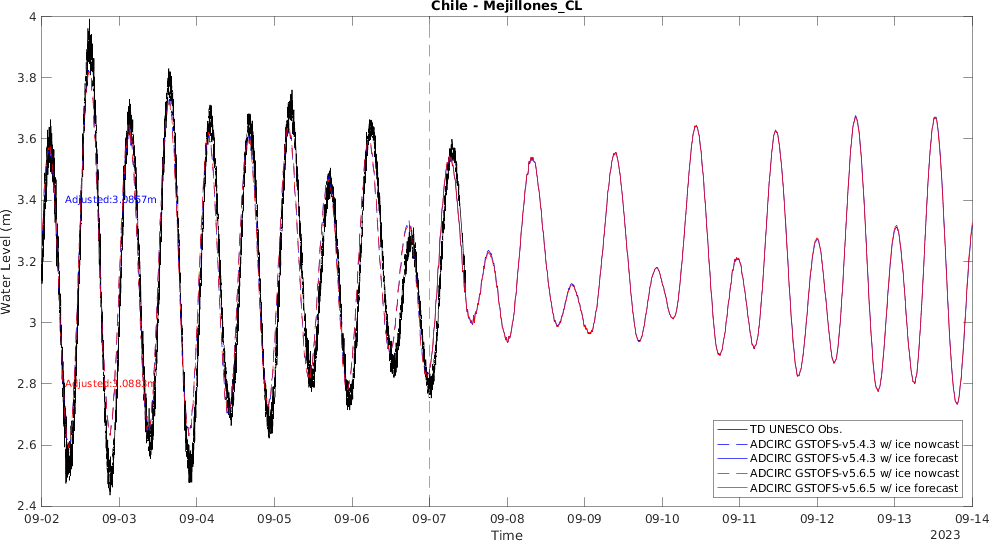 Chile - Mejillones_CL
4
3.8
3.6
3.4
3.2
3
2.8
2.6
2.4
Water Level (m)
Adjusted:3.0857m
Adjusted:3.0883m
TD UNESCO Obs.
ADCIRC GSTOFS-v5.4.3 w/ ice nowcast
ADCIRC GSTOFS-v5.4.3 w/ ice forecast
ADCIRC GSTOFS-v5.6.5 w/ ice nowcast
ADCIRC GSTOFS-v5.6.5 w/ ice forecast
09-02 09-03 09-04 09-05 09-06 09-07 09-08 09-09 09-10 09-11 09-12 09-13 09-14
Time
2023